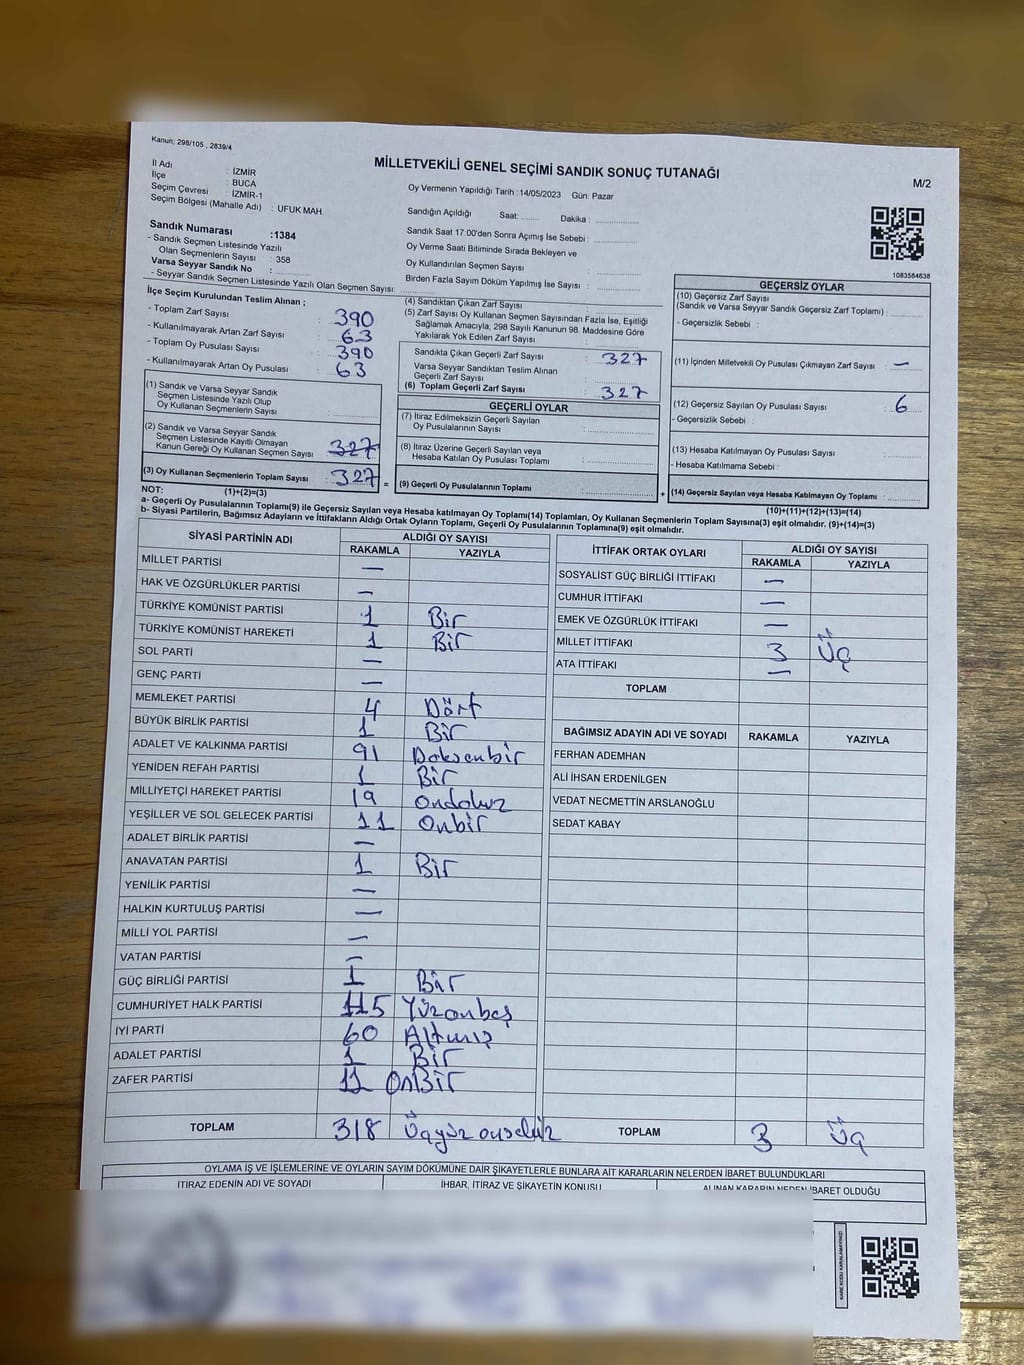 Kanun; 298/105 , 2839/4
MİLLETVEKİLİ GENEL SEÇİMİ SANDIK SONUÇ TUTANAĞI
M/2
İl Adı : İZMİR
İlçe : BUCA
Seçim Çevresi : İZMİR-1
Seçim Bölgesi (Mahalle Adı) : UFUK MAH.
Oy Vermenin Yapıldığı Tarih :14/05/2023 Gün: Pazar
Sandığın Açıldığı Saat:........ Dakika : ................
Sandık Saat 17:00'den Sonra Açımış İse Sebebi : ................
Oy Verme Saati Bitiminde Sırada Bekleyen ve
Oy Kullandırılan Seçmen Sayısı : ................
Birden Fazla Sayım Döküm Yapılmış İse Sayısı : ................
Sandık Numarası :1384
- Sandık Seçmen Listesinde Yazılı
Olan Seçmenlerin Sayısı : 358
Varsa Seyyar Sandık No : ............
- Seyyar Sandık Seçmen Listesinde Yazılı Olan Seçmen Sayısı: ............
1083584638
İlçe Seçim Kurulundan Teslim Alınan ;
- Toplam Zarf Sayısı : 390
- Kullanılmayarak Artan Zarf Sayısı : 63
- Toplam Oy Pusulası Sayısı : 390
- Kullanılmayarak Artan Oy Pusulası : 63
(1) Sandık ve Varsa Seyyar Sandık
Seçmen Listesinde Yazılı Olup
Oy Kullanan Seçmenlerin Sayısı : ............
(2) Sandık ve Varsa Seyyar Sandık
Seçmen Listesinde Kayıtlı Olmayan
Kanun Gereği Oy Kullanan Seçmen Sayısı : 327
(3) Oy Kullanan Seçmenlerin Toplam Sayısı : 327
(1)+(2)=(3)
(4) Sandıktan Çıkan Zarf Sayısı : ............
(5) Zarf Sayısı Oy Kullanan Seçmen Sayısından Fazla İse, Eşitliği
Sağlamak Amacıyla; 298 Sayılı Kanunun 98. Maddesine Göre
Yakılarak Yok Edilen Zarf Sayısı : ............
Sandıkta Çıkan Geçerli Zarf Sayısı : 327
Varsa Seyyar Sandıktan Teslim Alınan
Geçerli Zarf Sayısı : ............
(6) Toplam Geçerli Zarf Sayısı : 327
GEÇERLİ OYLAR
(7) İtiraz Edilmeksizin Geçerli Sayılan
Oy Pusulalarının Sayısı : ............
(8) İtiraz Üzerine Geçerli Sayılan veya
Hesaba Katılan Oy Pusulası Toplamı : ............
= (9) Geçerli Oy Pusulalarının Toplamı : ............ +
GEÇERSİZ OYLAR
(10) Geçersiz Zarf Sayısı
(Sandık ve Varsa Seyyar Sandık Geçersiz Zarf Toplamı) : ............
- Geçersizlik Sebebi :
(11) İçinden Milletvekili Oy Pusulası Çıkmayan Zarf Sayısı : —
(12) Geçersiz Sayılan Oy Pusulası Sayısı : 6
- Geçersizlik Sebebi :
(13) Hesaba Katılmayan Oy Pusulası Sayısı : ............
- Hesaba Katılmama Sebebi :
(14) Geçersiz Sayılan veya Hesaba Katılmayan Oy Toplamı : ............
(10)+(11)+(12)+(13)=(14)
NOT:
a- Geçerli Oy Pusulalarının Toplamı(9) ile Geçersiz Sayılan veya Hesaba katılmayan Oy Toplamı(14) Toplamları, Oy Kullanan Seçmenlerin Toplam Sayısına(3) eşit olmalıdır. (9)+(14)=(3)
b- Siyasi Partilerin, Bağımsız Adayların ve İttifakların Aldığı Ortak Oyların Toplamı, Geçerli Oy Pusulalarının Toplamına(9) eşit olmalıdır.
SİYASİ PARTİNİN ADI ALDIĞI OY SAYISI
RAKAMLA YAZIYLA
MİLLET PARTİSİ —
HAK VE ÖZGÜRLÜKLER PARTİSİ —
TÜRKİYE KOMÜNİST PARTİSİ 1 Bir
TÜRKİYE KOMÜNİST HAREKETİ 1 Bir
SOL PARTİ —
GENÇ PARTİ —
MEMLEKET PARTİSİ 4 Dört
BÜYÜK BİRLİK PARTİSİ 1 Bir
ADALET VE KALKINMA PARTİSİ 91 Doksenbir
YENİDEN REFAH PARTİSİ 1 Bir
MİLLİYETÇİ HAREKET PARTİSİ 19 ondokuz
YEŞİLLER VE SOL GELECEK PARTİSİ 11 Onbir
ADALET BİRLİK PARTİSİ —
ANAVATAN PARTİSİ 1 Bir
YENİLİK PARTİSİ —
HALKIN KURTULUŞ PARTİSİ —
MİLLİ YOL PARTİSİ —
VATAN PARTİSİ —
GÜÇ BİRLİĞİ PARTİSİ 1 Bir
CUMHURİYET HALK PARTİSİ 115 Yüzonbeş
İYİ PARTİ 60 Altmış
ADALET PARTİSİ 1 Bir
ZAFER PARTİSİ 11 OnBir
TOPLAM 318 Üçyüz onsekiz
İTTİFAK ORTAK OYLARI ALDIĞI OY SAYISI
RAKAMLA YAZIYLA
SOSYALİST GÜÇ BİRLİĞİ İTTİFAKI —
CUMHUR İTTİFAKI —
EMEK VE ÖZGÜRLÜK İTTİFAKI —
MİLLET İTTİFAKI 3 Üç
ATA İTTİFAKI —
TOPLAM
BAĞIMSIZ ADAYIN ADI VE SOYADI RAKAMLA YAZIYLA
FERHAN ADEMHAN
ALİ İHSAN ERDENİLGEN
VEDAT NECMETTİN ARSLANOĞLU
SEDAT KABAY
TOPLAM 3 Üç
OYLAMA İŞ VE İŞLEMLERİNE VE OYLARIN SAYIM DÖKÜMÜNE DAİR ŞİKAYETLERLE BUNLARA AİT KARARLARIN NELERDEN İBARET BULUNDUKLARI
İTİRAZ EDENİN ADI VE SOYADI İHBAR, İTİRAZ VE ŞİKAYETİN KONUSU ALINAN KARARIN NEDEN İBARET OLDUĞU